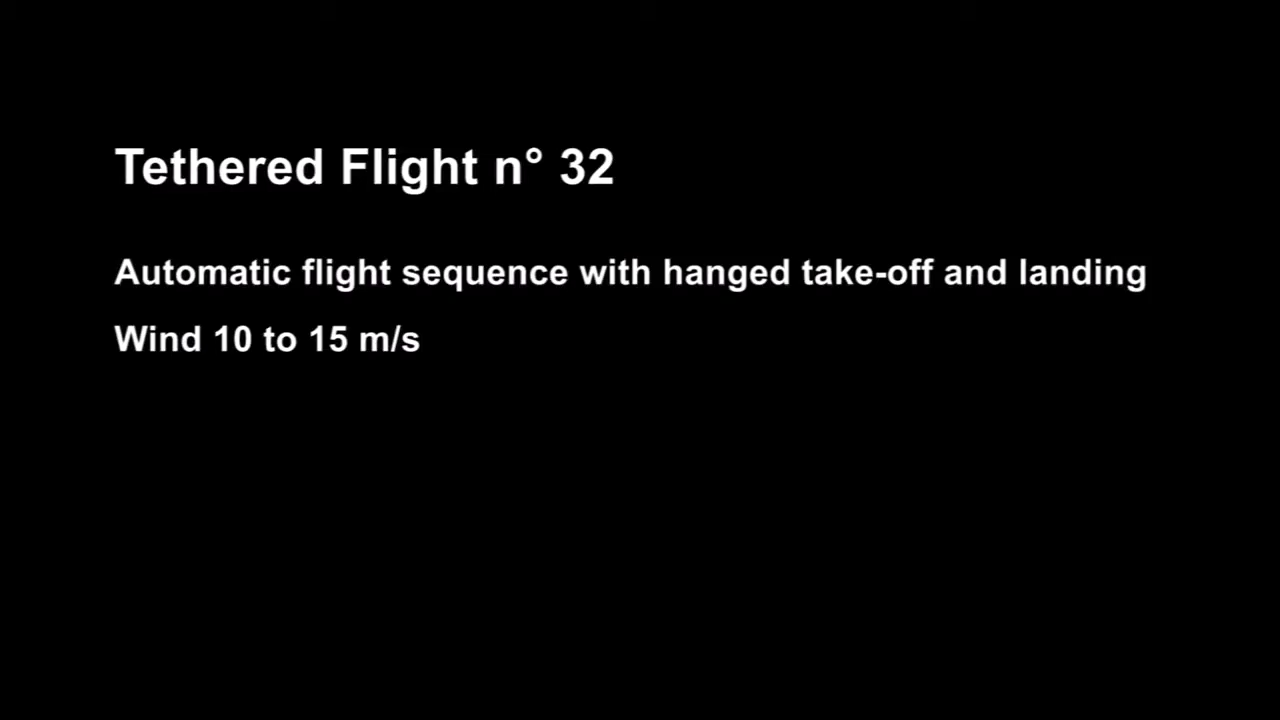 Tethered Flight n° 32
Automatic flight sequence with hanged take-off and landing
Wind 10 to 15 m/s